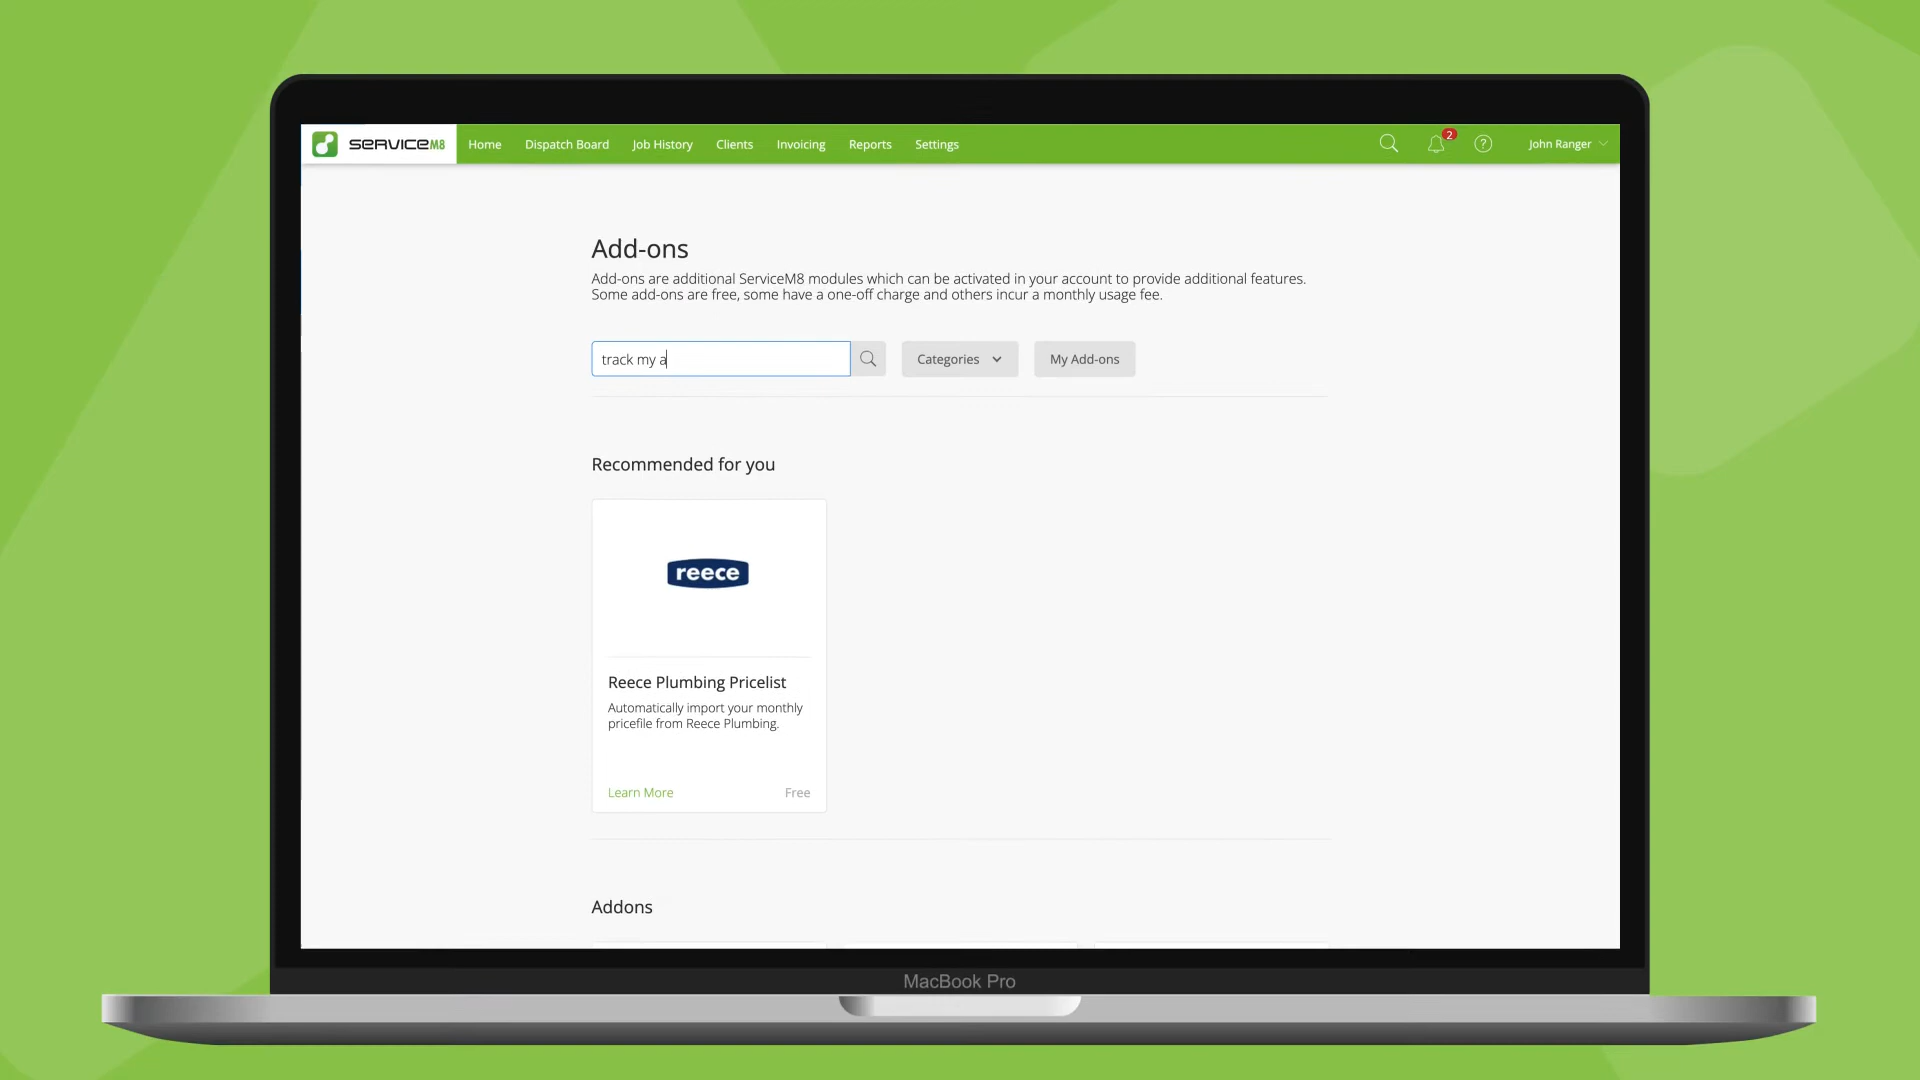 SERVICEM8
Home
Dispatch Board
Job History
Clients
Invoicing
Reports
Settings
2
?
John Ranger
Add-ons
Add-ons are additional ServiceM8 modules which can be activated in your account to provide additional features.
Some add-ons are free, some have a one-off charge and others incur a monthly usage fee.
track my a
Categories
My Add-ons
Recommended for you
reece
Reece Plumbing Pricelist
Automatically import your monthly
pricefile from Reece Plumbing.
Learn More
Free
Addons
MacBook Pro